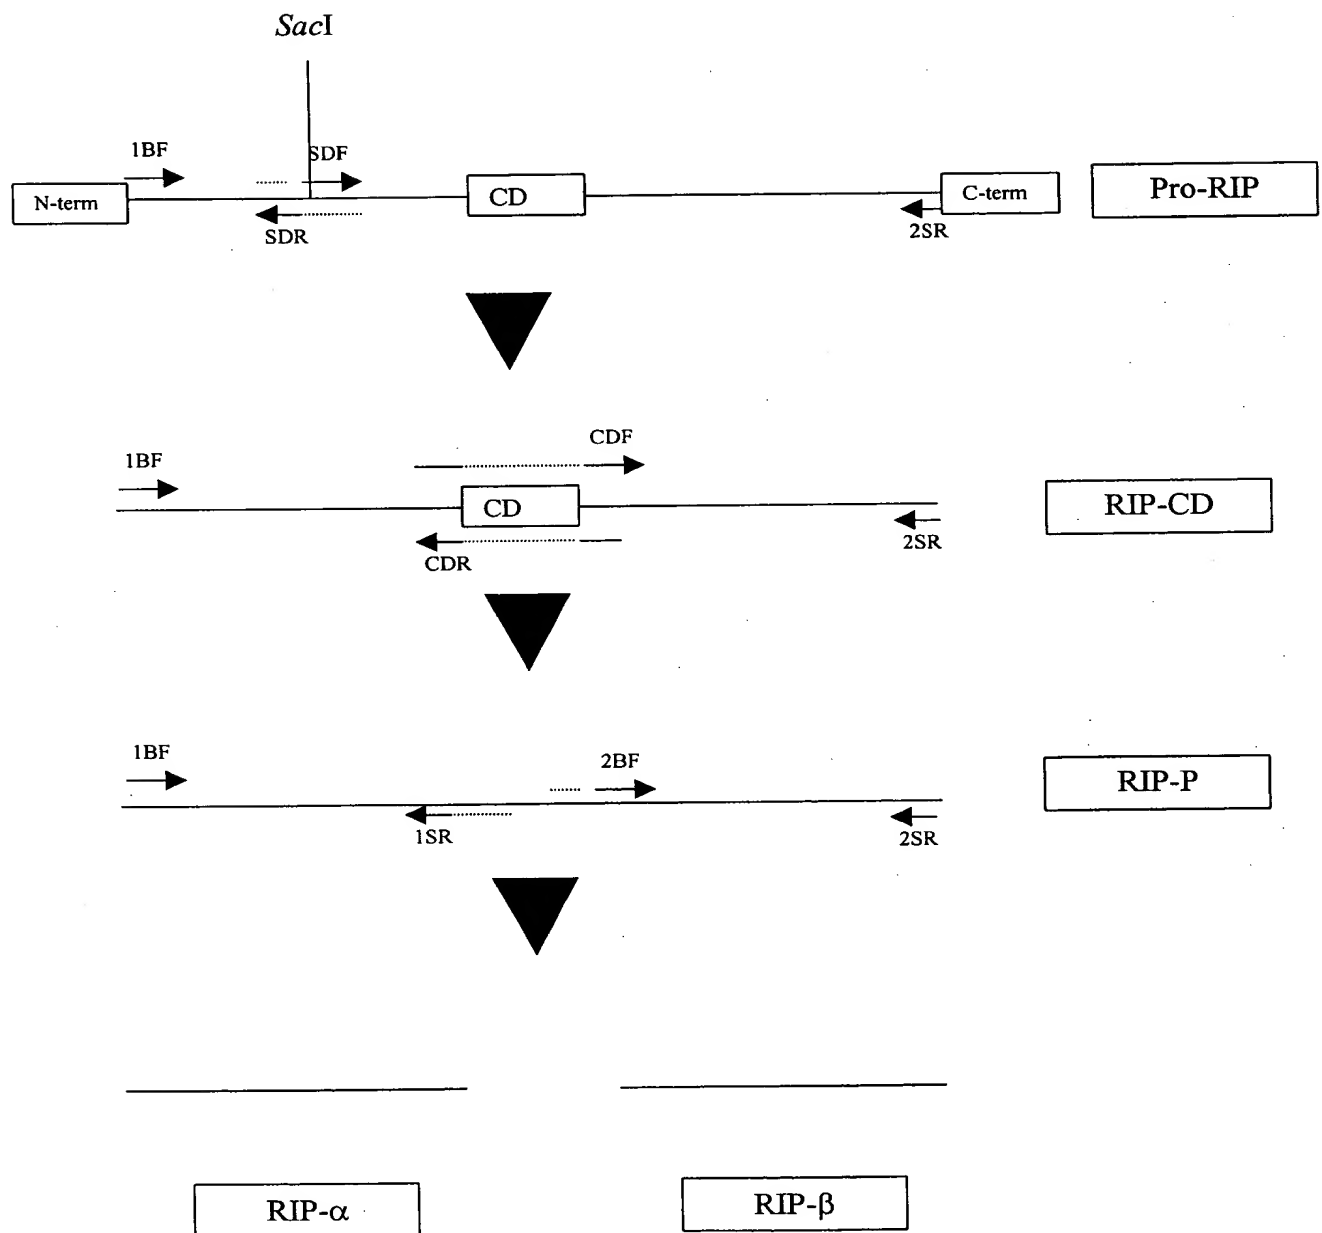 SacI
1BF
SDF
N-term
CD
C-term
Pro-RIP
SDR
2SR
CDF
1BF
CD
RIP-CD
CDR
2SR
1BF
2BF
RIP-P
1SR
2SR
RIP-α
RIP-β